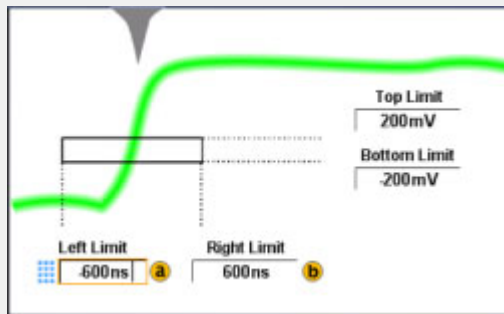 Top Limit
200mV
Bottom Limit
-200mV
Left Limit
Right Limit
-600ns
a
600ns
b